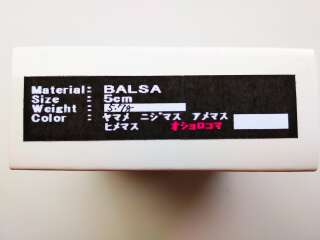 Material: BALSA
Size : 5cm
Weight :
Color : ヤマメ ニジマス アメマス
ヒメマス オショロコマ